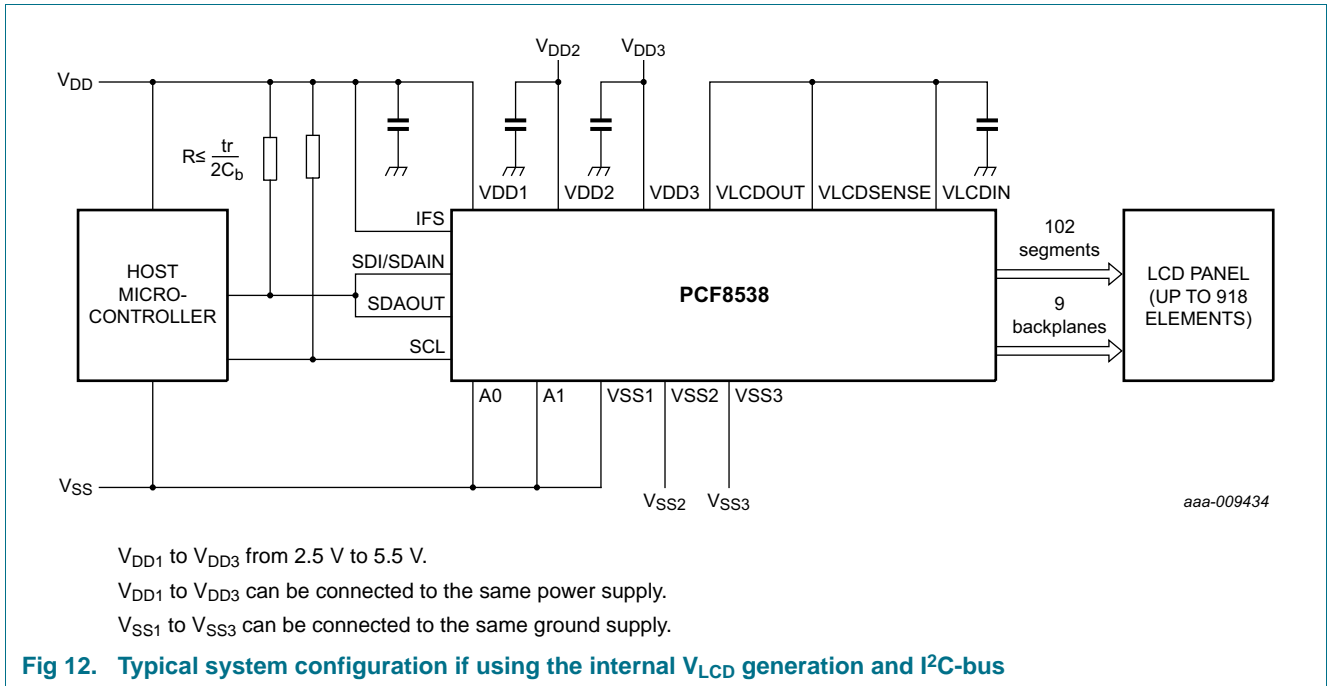 VDD2 VDD3
VDD
R≤ tr/2Cb
VDD1 VDD2 VDD3 VLCDOUT VLCDSENSE VLCDIN
IFS
SDI/SDAIN
SDAOUT
SCL
HOST
MICRO-
CONTROLLER
PCF8538
102
segments
9
backplanes
LCD PANEL
(UP TO 918
ELEMENTS)
A0 A1 VSS1 VSS2 VSS3
VSS
VSS2 VSS3
aaa-009434
VDD1 to VDD3 from 2.5 V to 5.5 V.
VDD1 to VDD3 can be connected to the same power supply.
VSS1 to VSS3 can be connected to the same ground supply.
Fig 12. Typical system configuration if using the internal VLCD generation and I²C-bus